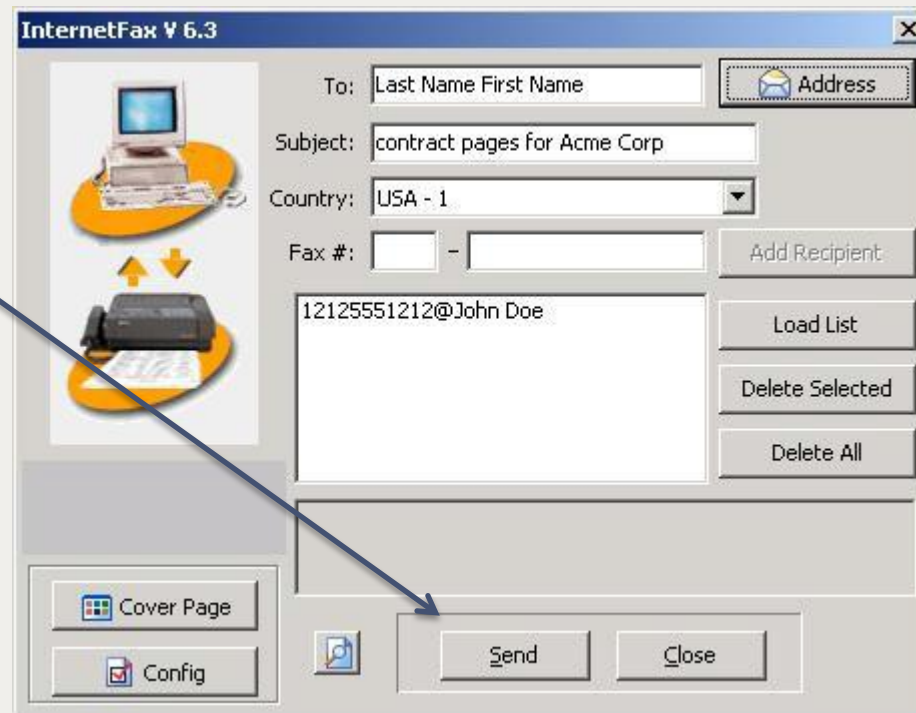 InternetFax V 6.3
To: Last Name First Name
Address
Subject: contract pages for Acme Corp
Country: USA - 1
Fax #: -
Add Recipient
12125551212@John Doe
Load List
Delete Selected
Delete All
Cover Page
Config
Send
Close